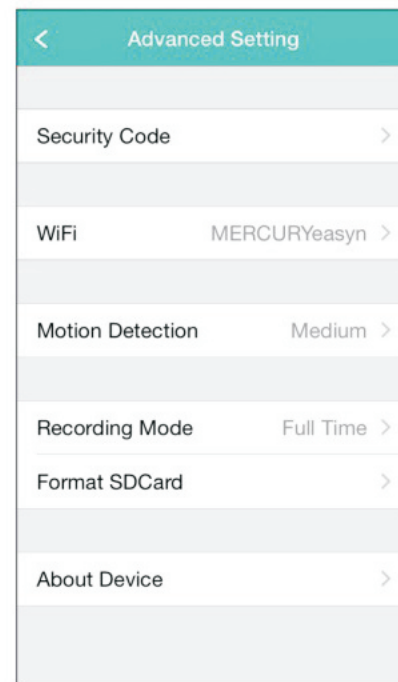 Advanced Setting
Security Code
WiFi MERCURYeasyn
Motion Detection Medium
Recording Mode Full Time
Format SDCard
About Device